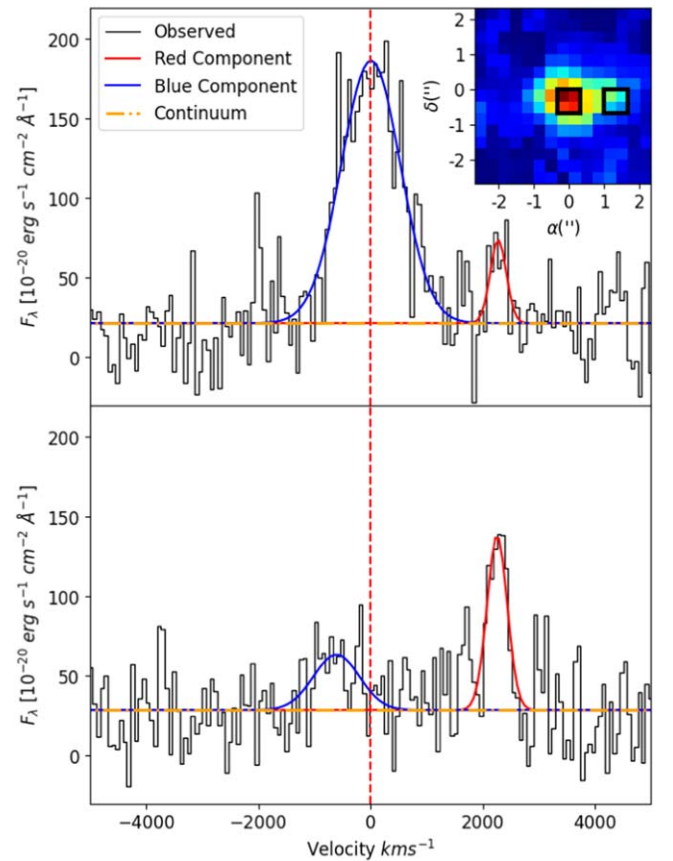 200
150
100
50
0
F_λ [10⁻²⁰ erg s⁻¹ cm⁻² Å⁻¹]
Observed
Red Component
Blue Component
Continuum
2
1
0
-1
-2
δ('')
-2 -1 0 1 2
α('')
200
150
100
50
0
F_λ [10⁻²⁰ erg s⁻¹ cm⁻² Å⁻¹]
−4000 −2000 0 2000 4000
Velocity kms⁻¹